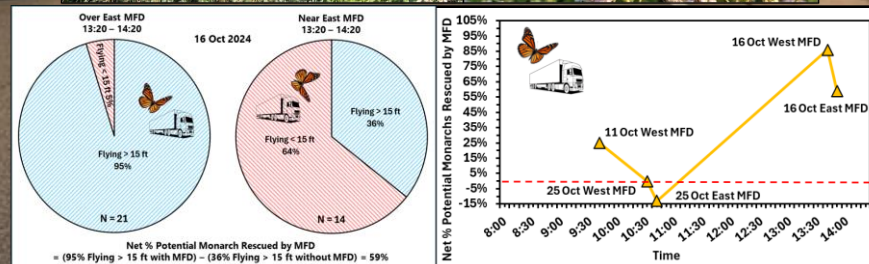 Over East MFD
13:20 – 14:20
16 Oct 2024
Near East MFD
13:20 – 14:20
Flying < 15 ft 5%
Flying > 15 ft
95%
N = 21
Flying > 15 ft
36%
Flying < 15 ft
64%
N = 14
Net % Potential Monarch Rescued by MFD
= (95% Flying > 15 ft with MFD) – (36% Flying > 15 ft without MFD) = 59%
Net % Potential Monarchs Rescued by MFD
105%
95%
85%
75%
65%
55%
45%
35%
25%
15%
5%
-5%
-15%
16 Oct West MFD
16 Oct East MFD
11 Oct West MFD
25 Oct West MFD
25 Oct East MFD
8:00
8:30
9:00
9:30
10:00
10:30
11:00
11:30
12:00
12:30
13:00
13:30
14:00
Time